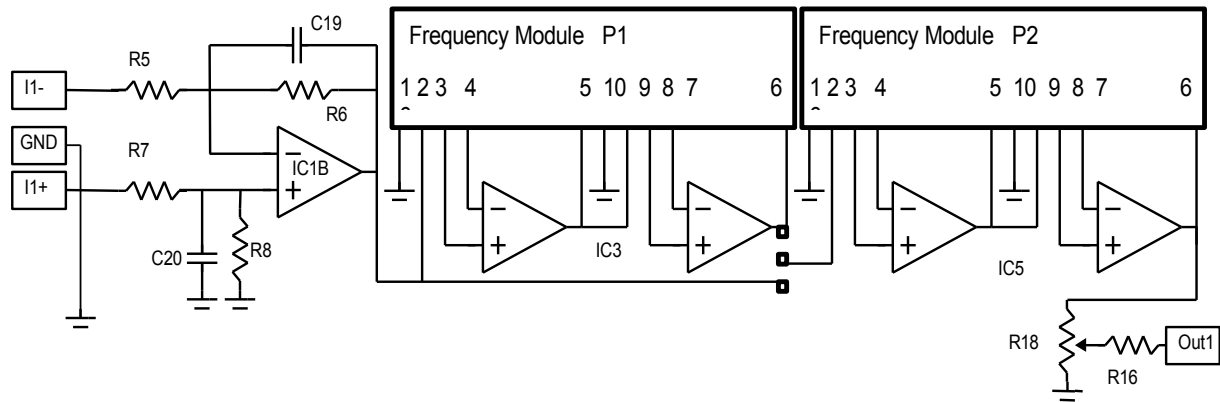 C19
Frequency Module P1
Frequency Module P2
R5
1 2 3 4 5 10 9 8 7 6
1 2 3 4 5 10 9 8 7 6
I1-
R6
GND
R7
IC1B
I1+
C20
R8
IC3
IC5
R18
R16
Out1